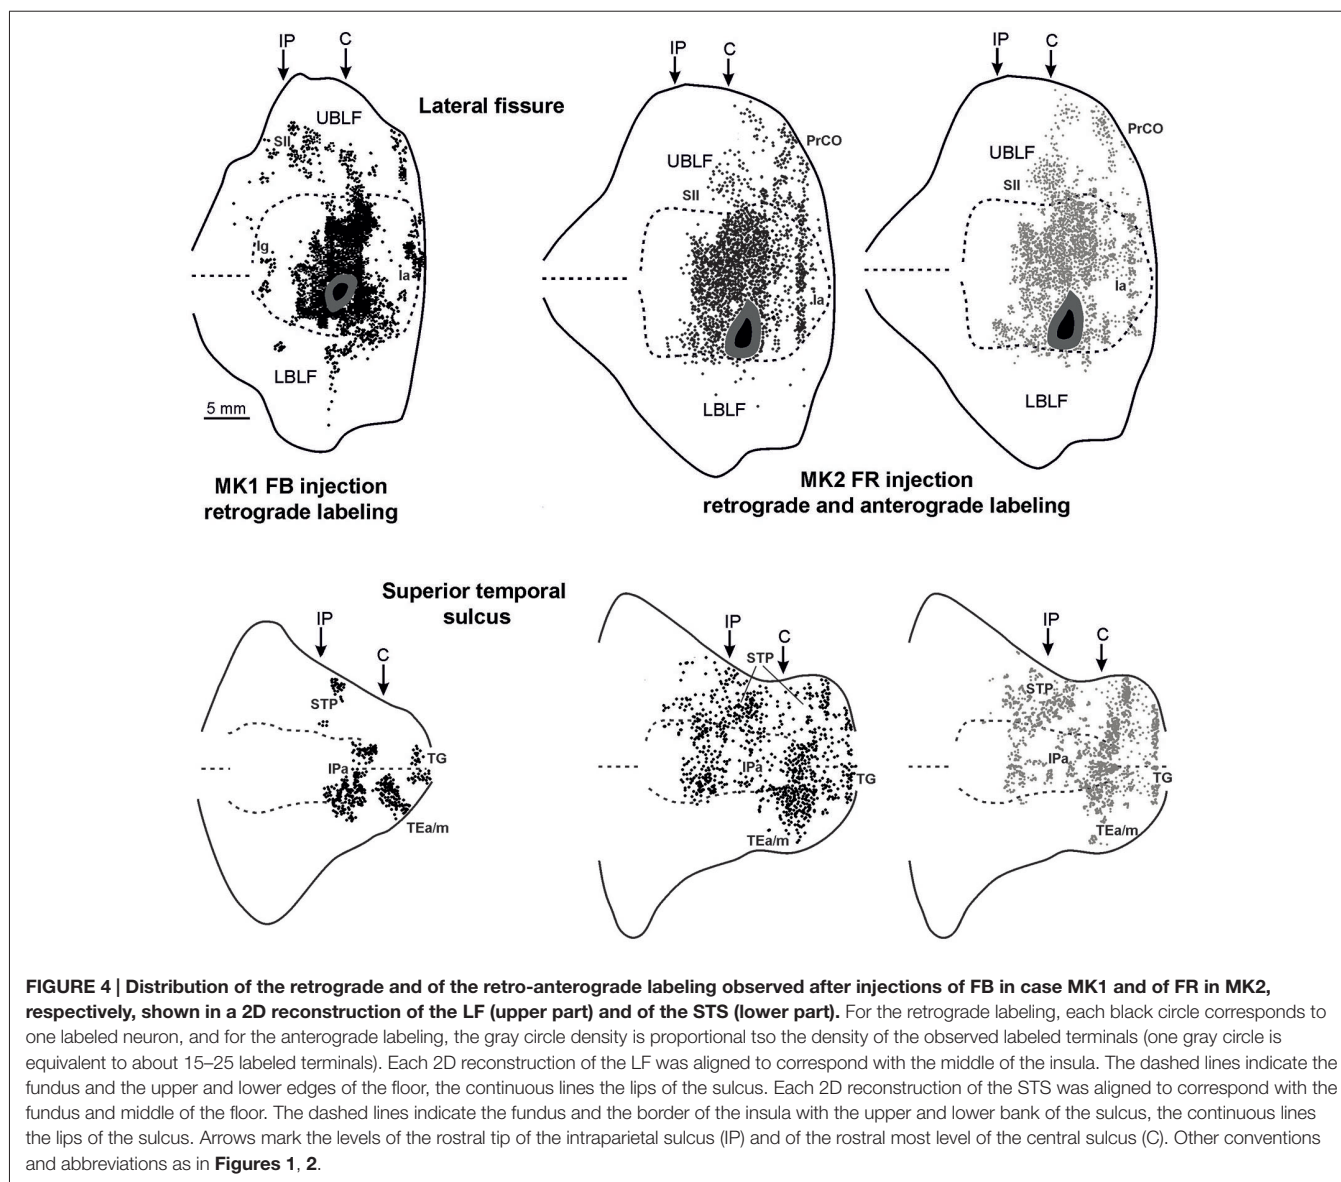 IP C
IP C
IP C
Lateral fissure
UBLF
SII
Ig
Ia
LBLF
5 mm
UBLF
PrCO
SII
Ia
LBLF
UBLF
PrCO
SII
Ia
LBLF
MK1 FB injection
retrograde labeling
MK2 FR injection
retrograde and anterograde labeling
Superior temporal
sulcus
IP
C
STP
IPa
TG
TEa/m
IP
C
STP
IPa
TG
TEa/m
IP
C
STP
IPa
TG
TEa/m
FIGURE 4 | Distribution of the retrograde and of the retro-anterograde labeling observed after injections of FB in case MK1 and of FR in MK2,
respectively, shown in a 2D reconstruction of the LF (upper part) and of the STS (lower part). For the retrograde labeling, each black circle corresponds to
one labeled neuron, and for the anterograde labeling, the gray circle density is proportional tso the density of the observed labeled terminals (one gray circle is
equivalent to about 15–25 labeled terminals). Each 2D reconstruction of the LF was aligned to correspond with the middle of the insula. The dashed lines indicate the
fundus and the upper and lower edges of the floor, the continuous lines the lips of the sulcus. Each 2D reconstruction of the STS was aligned to correspond with the
fundus and middle of the floor. The dashed lines indicate the fundus and the border of the insula with the upper and lower bank of the sulcus, the continuous lines
the lips of the sulcus. Arrows mark the levels of the rostral tip of the intraparietal sulcus (IP) and of the rostral most level of the central sulcus (C). Other conventions
and abbreviations as in Figures 1, 2.